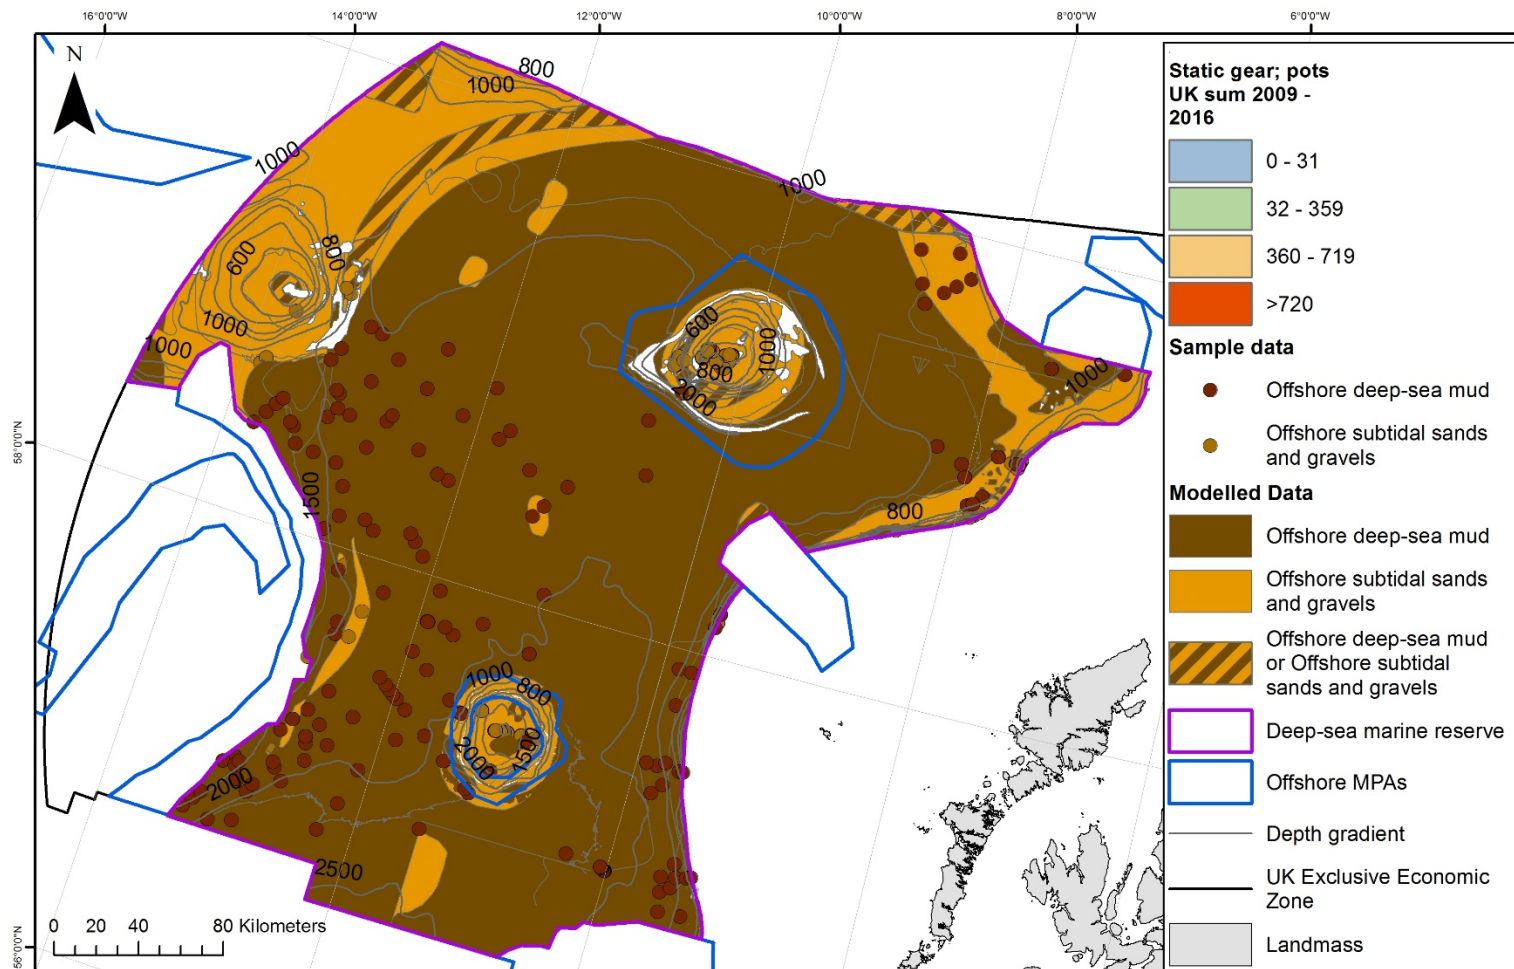 16°0'0"W
14°0'0"W
12°0'0"W
10°0'0"W
8°0'0"W
6°0'0"W
N
800
1000
1000
1000
600
800
1000
1000
600
1000
800
2000
1000
800
1500
1000
800
2000
1500
2000
2500
58°0'0"N
56°0'0"N
0 20 40 80 Kilometers
Static gear; pots
UK sum 2009 -
2016
0 - 31
32 - 359
360 - 719
>720
Sample data
Offshore deep-sea mud
Offshore subtidal sands
and gravels
Modelled Data
Offshore deep-sea mud
Offshore subtidal sands
and gravels
Offshore deep-sea mud
or Offshore subtidal
sands and gravels
Deep-sea marine reserve
Offshore MPAs
Depth gradient
UK Exclusive Economic
Zone
Landmass